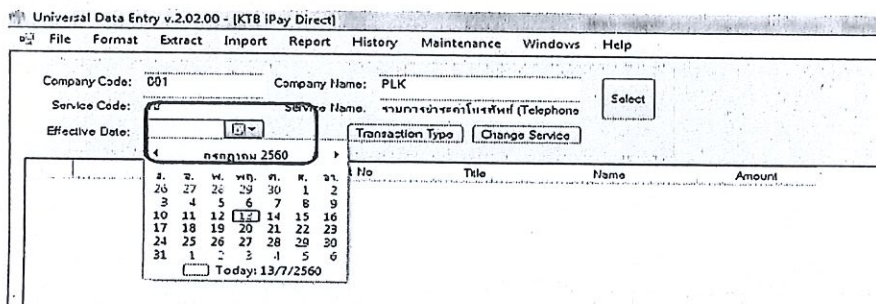 Universal Data Entry v.2.02.00 - [KTB iPay Direct]
File Format Extract Import Report History Maintenance Windows Help
Company Code: 001 Company Name: PLK
Service Code: Service Name. รายการชำระค่าโทรศัพท์ (Telephone
Select
Effective Date: Transaction Type Change Service
กรกฎาคม 2560
No Title Name Amount
จ. อ. พ. พฤ. ศ. ส. อา.
26 27 28 29 30 1 2
3 4 5 6 7 8 9
10 11 12 13 14 15 16
17 18 19 20 21 22 23
24 25 26 27 28 29 30
31 1 2 3 4 5 6
Today: 13/7/2560